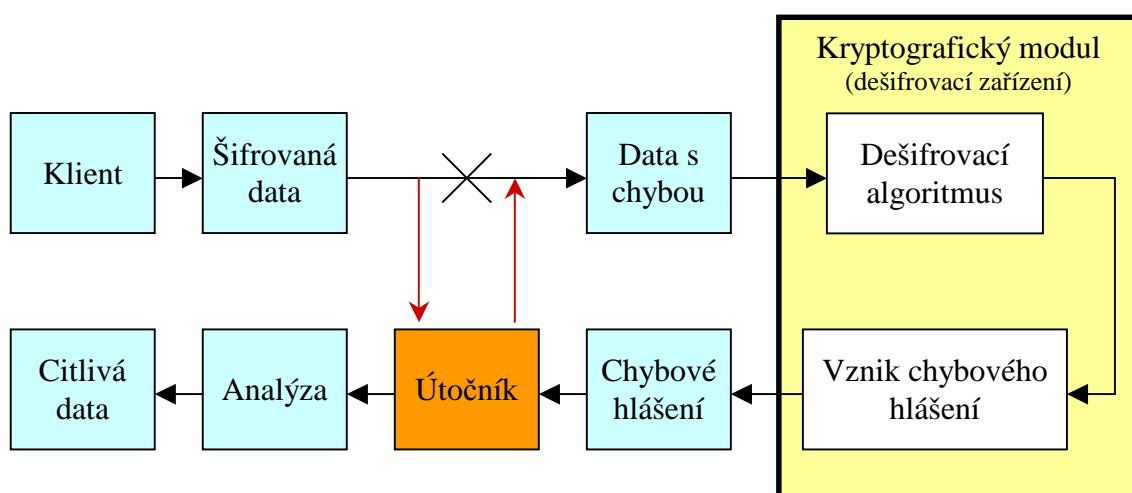 Kryptografický modul
(dešifrovací zařízení)
Klient
Šifrovaná
data
Data s
chybou
Dešifrovací
algoritmus
Citlivá
data
Analýza
Útočník
Chybové
hlášení
Vznik chybového
hlášení